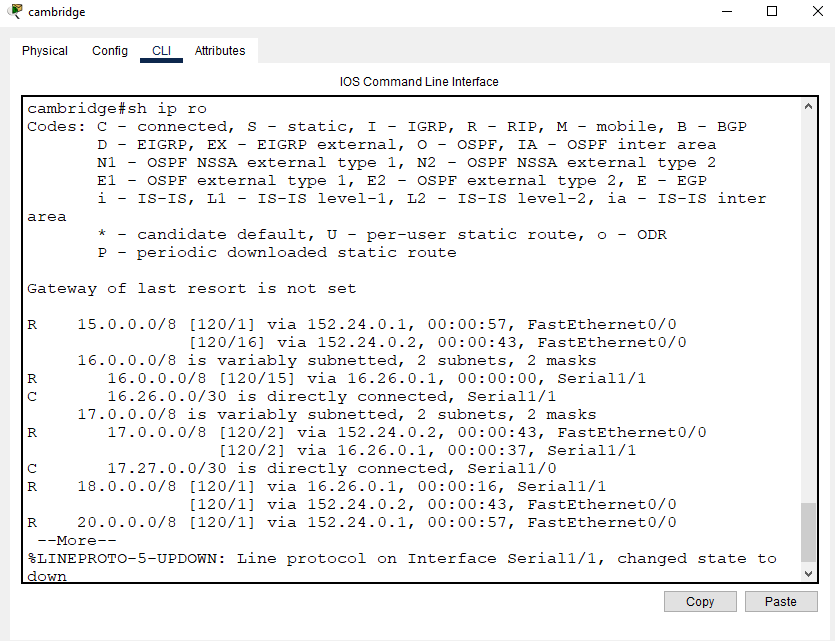 cambridge
Physical Config CLI Attributes
IOS Command Line Interface
cambridge#sh ip ro
Codes: C - connected, S - static, I - IGRP, R - RIP, M - mobile, B - BGP
       D - EIGRP, EX - EIGRP external, O - OSPF, IA - OSPF inter area
       N1 - OSPF NSSA external type 1, N2 - OSPF NSSA external type 2
       E1 - OSPF external type 1, E2 - OSPF external type 2, E - EGP
       i - IS-IS, L1 - IS-IS level-1, L2 - IS-IS level-2, ia - IS-IS inter
area
       * - candidate default, U - per-user static route, o - ODR
       P - periodic downloaded static route
Gateway of last resort is not set
R    15.0.0.0/8 [120/1] via 152.24.0.1, 00:00:57, FastEthernet0/0
                [120/16] via 152.24.0.2, 00:00:43, FastEthernet0/0
     16.0.0.0/8 is variably subnetted, 2 subnets, 2 masks
R       16.0.0.0/8 [120/15] via 16.26.0.1, 00:00:00, Serial1/1
C       16.26.0.0/30 is directly connected, Serial1/1
     17.0.0.0/8 is variably subnetted, 2 subnets, 2 masks
R       17.0.0.0/8 [120/2] via 152.24.0.2, 00:00:43, FastEthernet0/0
                   [120/2] via 16.26.0.1, 00:00:37, Serial1/1
C       17.27.0.0/30 is directly connected, Serial1/0
R    18.0.0.0/8 [120/1] via 16.26.0.1, 00:00:16, Serial1/1
                [120/1] via 152.24.0.2, 00:00:43, FastEthernet0/0
R    20.0.0.0/8 [120/1] via 152.24.0.1, 00:00:57, FastEthernet0/0
 --More--
%LINEPROTO-5-UPDOWN: Line protocol on Interface Serial1/1, changed state to
down
Copy Paste